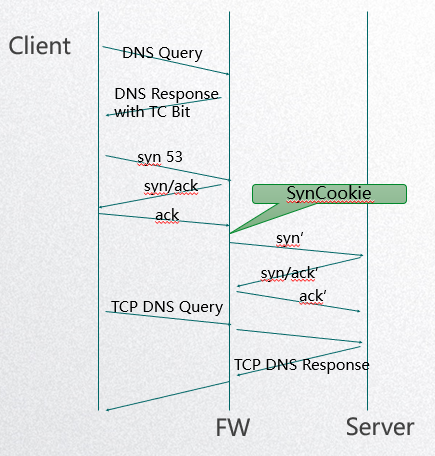 Client
DNS Query
DNS Response
with TC Bit
syn 53
syn/ack
SynCookie
ack
syn’
syn/ack’
ack’
TCP DNS Query
TCP DNS Response
FW
Server